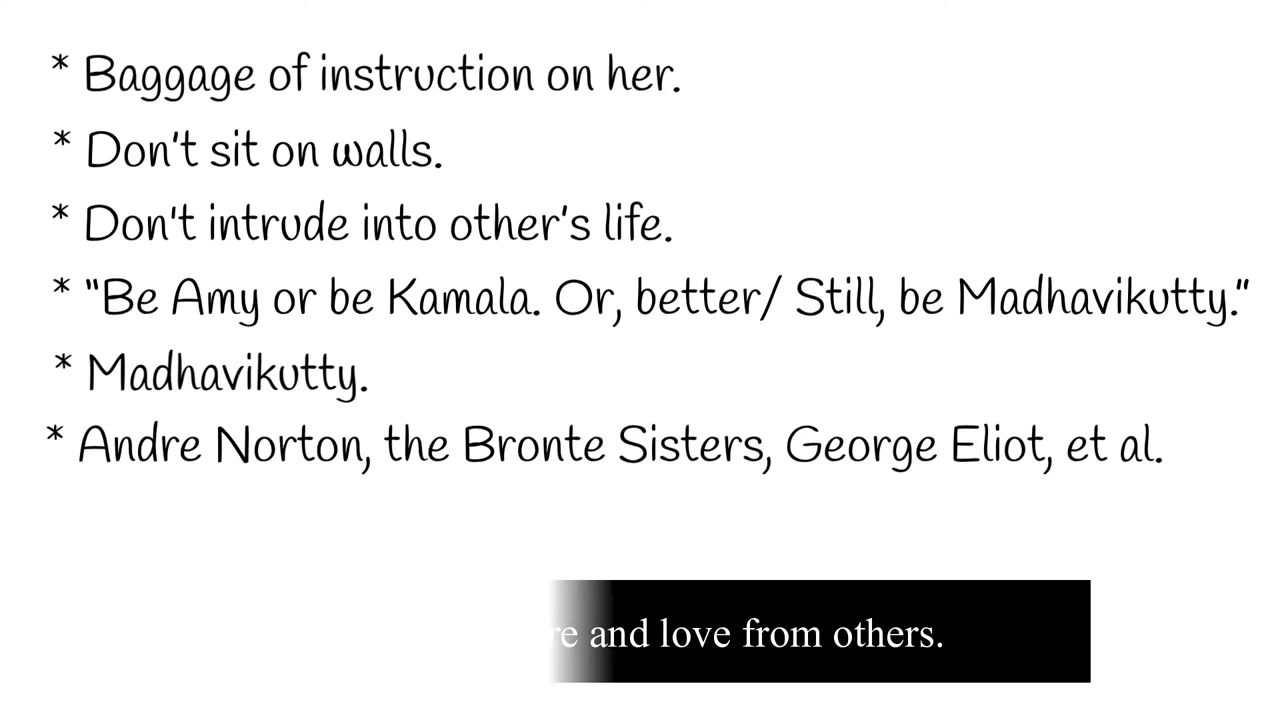 * Baggage of instruction on her.
* Don't sit on walls.
* Don't intrude into other's life.
* "Be Amy or be Kamala. Or, better/ Still, be Madhavikutty."
* Madhavikutty.
* Andre Norton, the Bronte Sisters, George Eliot, et al.
and love from others.